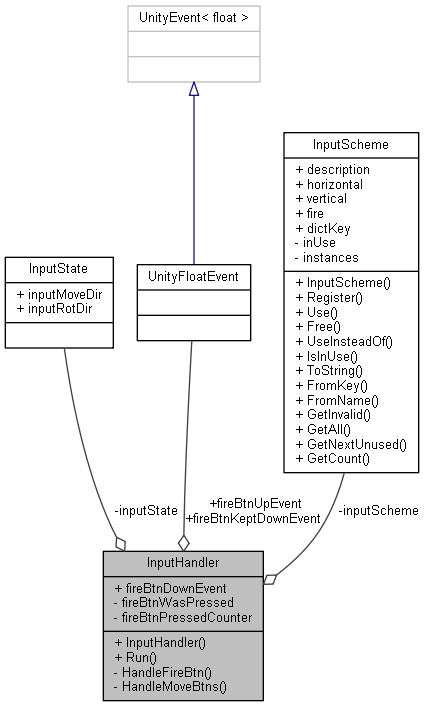 UnityEvent< float >
InputScheme
+ description
+ horizontal
+ vertical
+ fire
+ dictKey
- inUse
- instances
+ InputScheme()
+ Register()
+ Use()
+ Free()
+ UseInsteadOf()
+ IsInUse()
+ ToString()
+ FromKey()
+ FromName()
+ GetInvalid()
+ GetAll()
+ GetNextUnused()
+ GetCount()
InputState
+ inputMoveDir
+ inputRotDir
UnityFloatEvent
-inputState
+fireBtnUpEvent
+fireBtnKeptDownEvent
-inputScheme
InputHandler
+ fireBtnDownEvent
- fireBtnWasPressed
- fireBtnPressedCounter
+ InputHandler()
+ Run()
- HandleFireBtn()
- HandleMoveBtns()